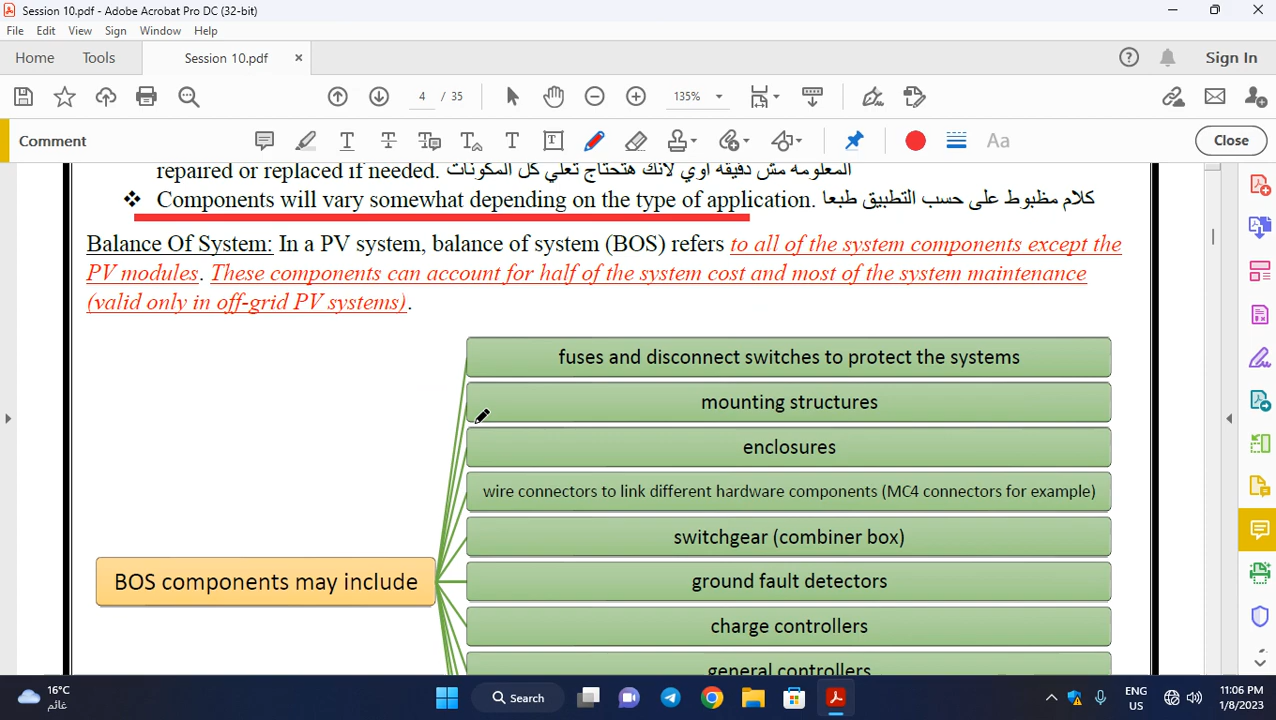 Session 10.pdf - Adobe Acrobat Pro DC (32-bit)
File Edit View Sign Window Help
Home Tools Session 10.pdf × Sign In
4 / 35 135%
Comment Aa Close
repaired or replaced if needed. المعلومه مش دقيقه اوي لانك هتحتاج تعلي كل المكونات
❖ Components will vary somewhat depending on the type of application. كلام مظبوط على حسب التطبيق طبعا
Balance Of System: In a PV system, balance of system (BOS) refers to all of the system components except the
PV modules. These components can account for half of the system cost and most of the system maintenance
(valid only in off-grid PV systems).
fuses and disconnect switches to protect the systems
mounting structures
enclosures
wire connectors to link different hardware components (MC4 connectors for example)
switchgear (combiner box)
BOS components may include
ground fault detectors
charge controllers
general controllers
16°C
غائم
Search
ENG
US
11:06 PM
1/8/2023